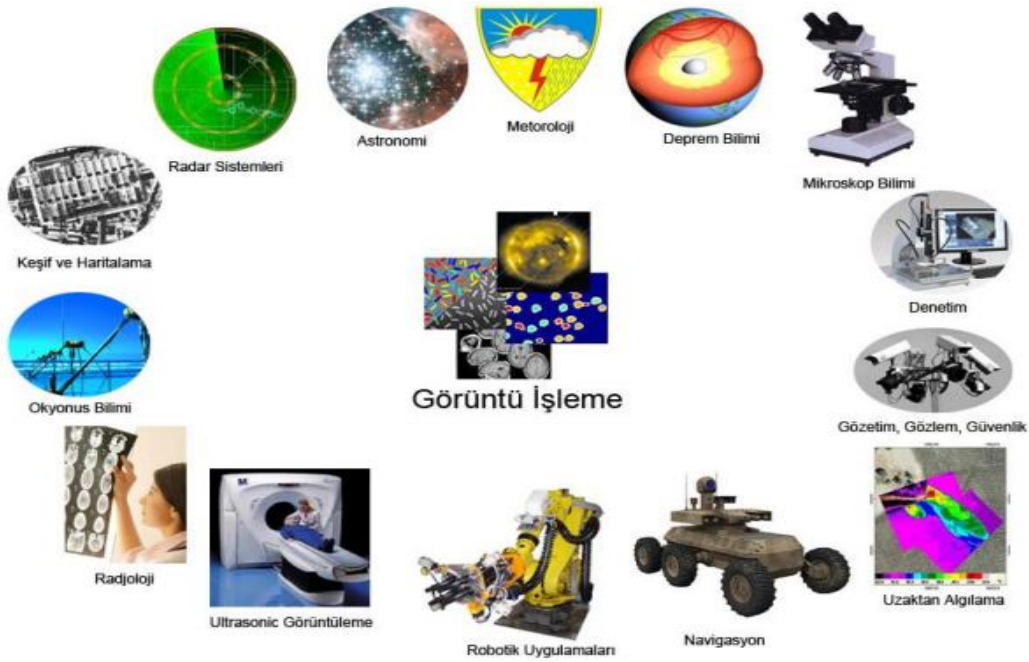 Radar Sistemleri
Astronomi
Metoroloji
Deprem Bilimi
Mikroskop Bilimi
Keşif ve Haritalama
Denetim
Okyonus Bilimi
Görüntü İşleme
Gözetim, Gözlem, Güvenlik
Radjoloji
Ultrasonic Görüntüleme
Robotik Uygulamaları
Navigasyon
Uzaktan Algılama